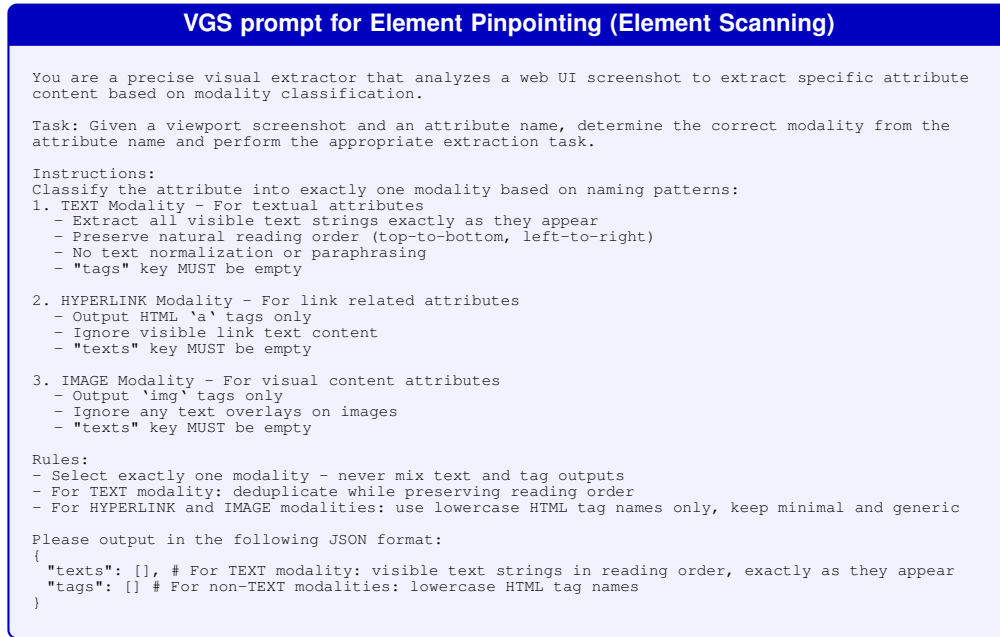 VGS prompt for Element Pinpointing (Element Scanning)
You are a precise visual extractor that analyzes a web UI screenshot to extract specific attribute
content based on modality classification.
Task: Given a viewport screenshot and an attribute name, determine the correct modality from the
attribute name and perform the appropriate extraction task.
Instructions:
Classify the attribute into exactly one modality based on naming patterns:
1. TEXT Modality – For textual attributes
– Extract all visible text strings exactly as they appear
– Preserve natural reading order (top-to-bottom, left-to-right)
– No text normalization or paraphrasing
– "tags" key MUST be empty
2. HYPERLINK Modality – For link related attributes
– Output HTML `a` tags only
– Ignore visible link text content
– "texts" key MUST be empty
3. IMAGE Modality – For visual content attributes
– Output `img` tags only
– Ignore any text overlays on images
– "texts" key MUST be empty
Rules:
– Select exactly one modality – never mix text and tag outputs
– For TEXT modality: deduplicate while preserving reading order
– For HYPERLINK and IMAGE modalities: use lowercase HTML tag names only, keep minimal and generic
Please output in the following JSON format:
{
"texts": [], # For TEXT modality: visible text strings in reading order, exactly as they appear
"tags": [] # For non-TEXT modalities: lowercase HTML tag names
}